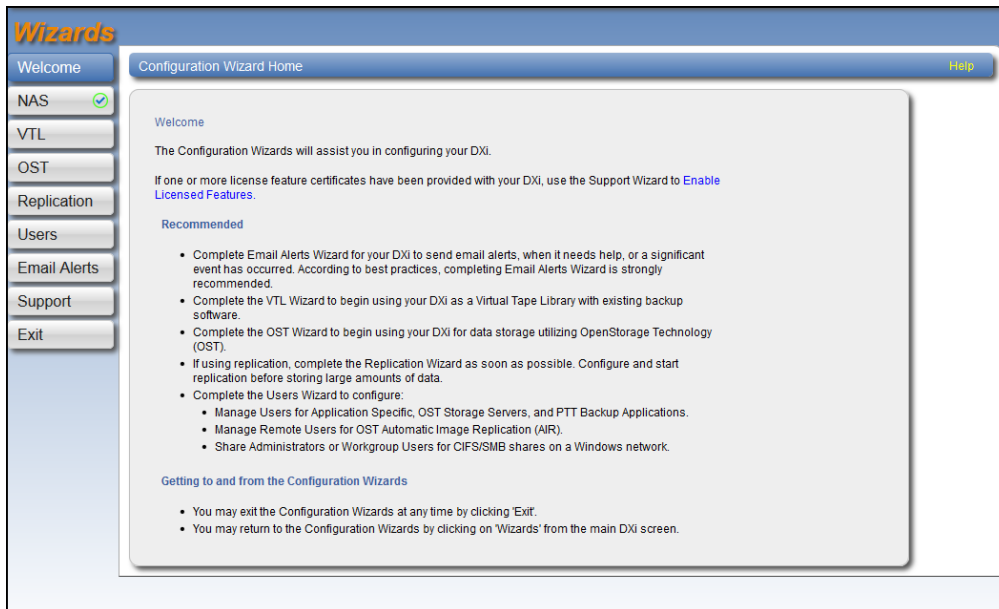 Wizards
Welcome
NAS
VTL
OST
Replication
Users
Email Alerts
Support
Exit
Configuration Wizard Home
Help
Welcome
The Configuration Wizards will assist you in configuring your DXi.
If one or more license feature certificates have been provided with your DXi, use the Support Wizard to Enable
Licensed Features.
Recommended
• Complete Email Alerts Wizard for your DXi to send email alerts, when it needs help, or a significant
event has occurred. According to best practices, completing Email Alerts Wizard is strongly
recommended.
• Complete the VTL Wizard to begin using your DXi as a Virtual Tape Library with existing backup
software.
• Complete the OST Wizard to begin using your DXi for data storage utilizing OpenStorage Technology
(OST).
• If using replication, complete the Replication Wizard as soon as possible. Configure and start
replication before storing large amounts of data.
• Complete the Users Wizard to configure:
• Manage Users for Application Specific, OST Storage Servers, and PTT Backup Applications.
• Manage Remote Users for OST Automatic Image Replication (AIR).
• Share Administrators or Workgroup Users for CIFS/SMB shares on a Windows network.
Getting to and from the Configuration Wizards
• You may exit the Configuration Wizards at any time by clicking 'Exit'.
• You may return to the Configuration Wizards by clicking on 'Wizards' from the main DXi screen.